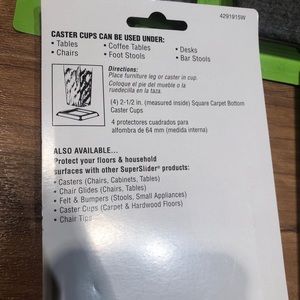 4291915W
CASTER CUPS CAN BE USED UNDER:
• Tables • Coffee Tables • Desks
• Chairs • Foot Stools • Bar Stools
Directions:
Place furniture leg or caster in cup.
Coloque el pie del mueble o la
ruedecilla en la taza.
(4) 2-1/2 in. (measured inside) Square Carpet Bottom
Caster Cups
4 protectores cuadrados para
alfombra de 64 mm (medida interna)
ALSO AVAILABLE...
Protect your floors & household
surfaces with other SuperSlider® products:
• Casters (Chairs, Cabinets, Tables)
• Chair Glides (Chairs, Tables)
• Felt & Bumpers (Stools, Small Appliances)
• Caster Cups (Carpet & Hardwood Floors)
• Chair Tips